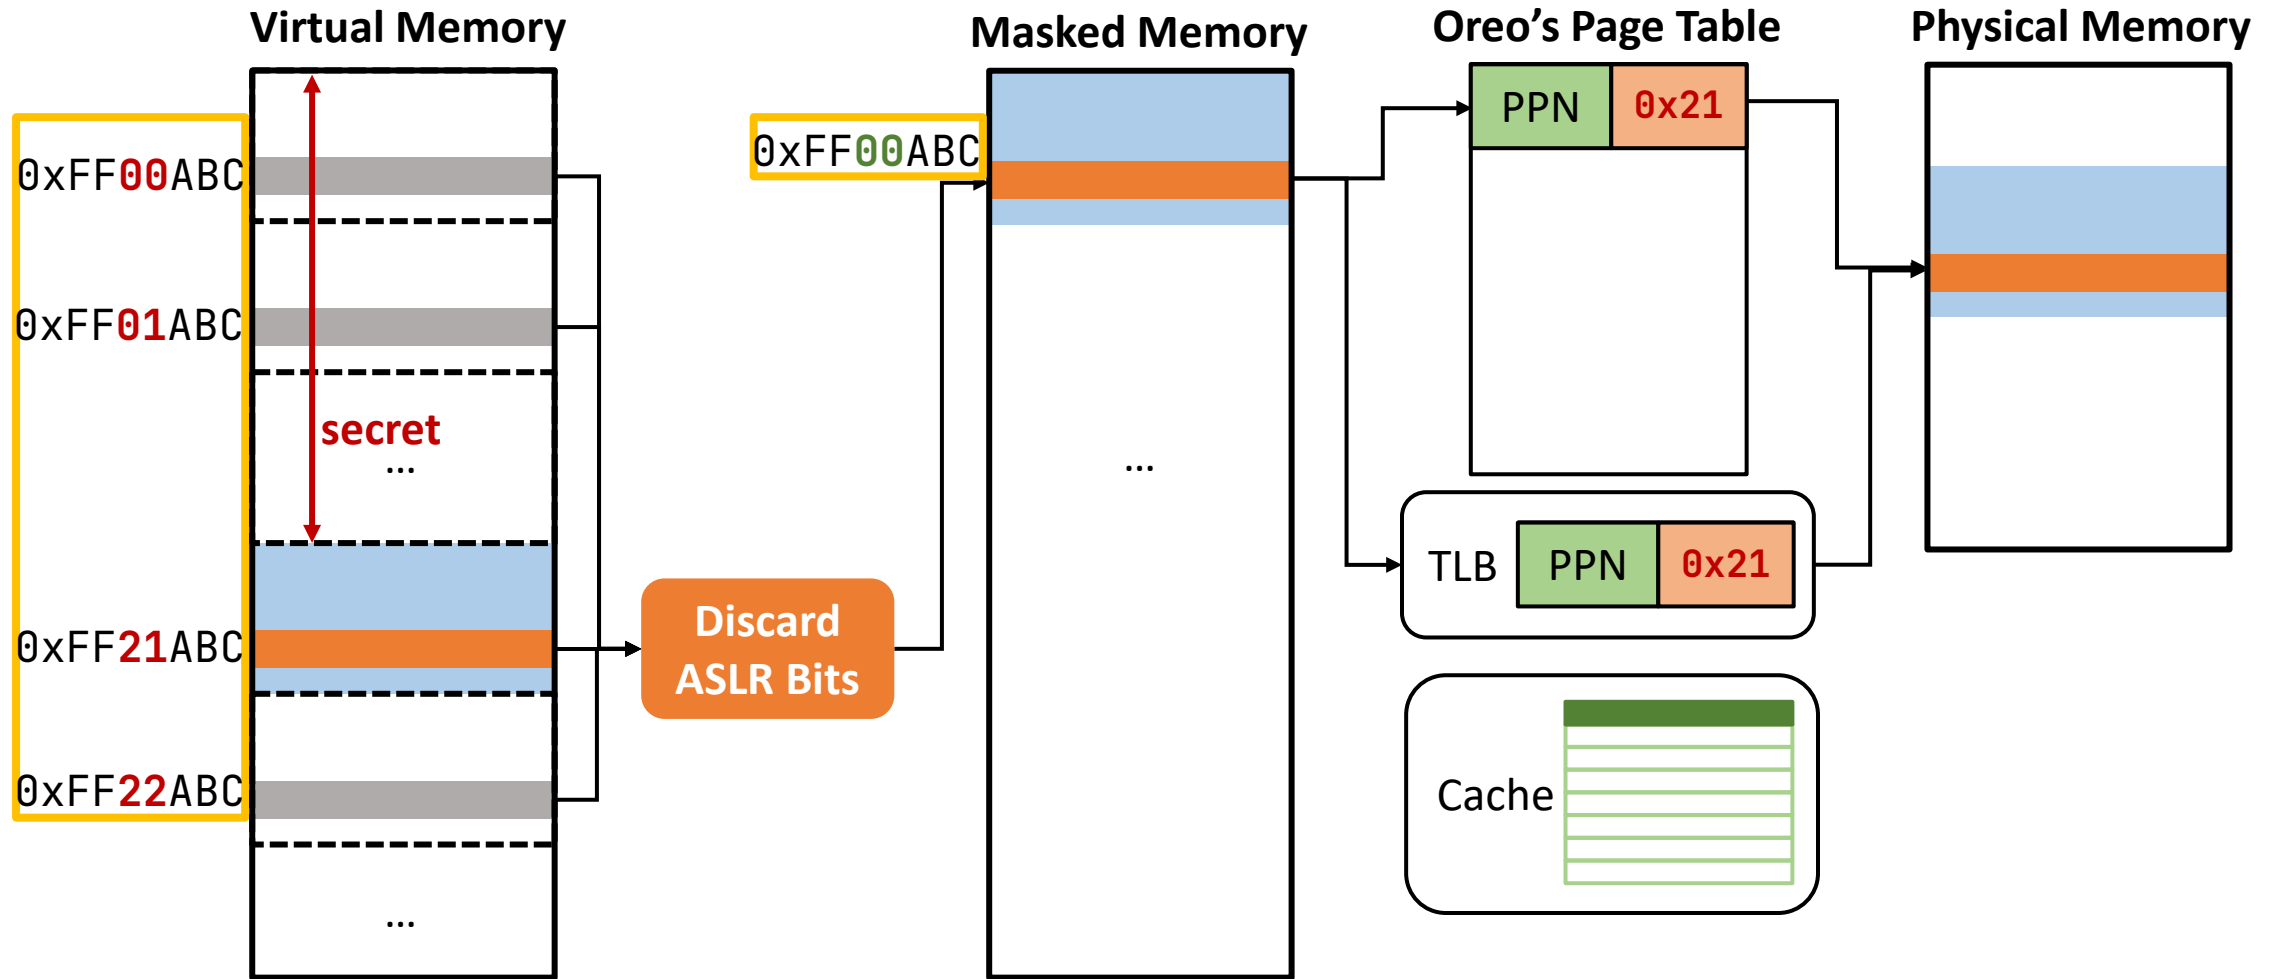 Virtual Memory
0xFF00ABC
0xFF01ABC
secret
...
0xFF21ABC
0xFF22ABC
...
Discard
ASLR Bits
Masked Memory
0xFF00ABC
...
Oreo's Page Table
PPN 0x21
TLB PPN 0x21
Cache
Physical Memory